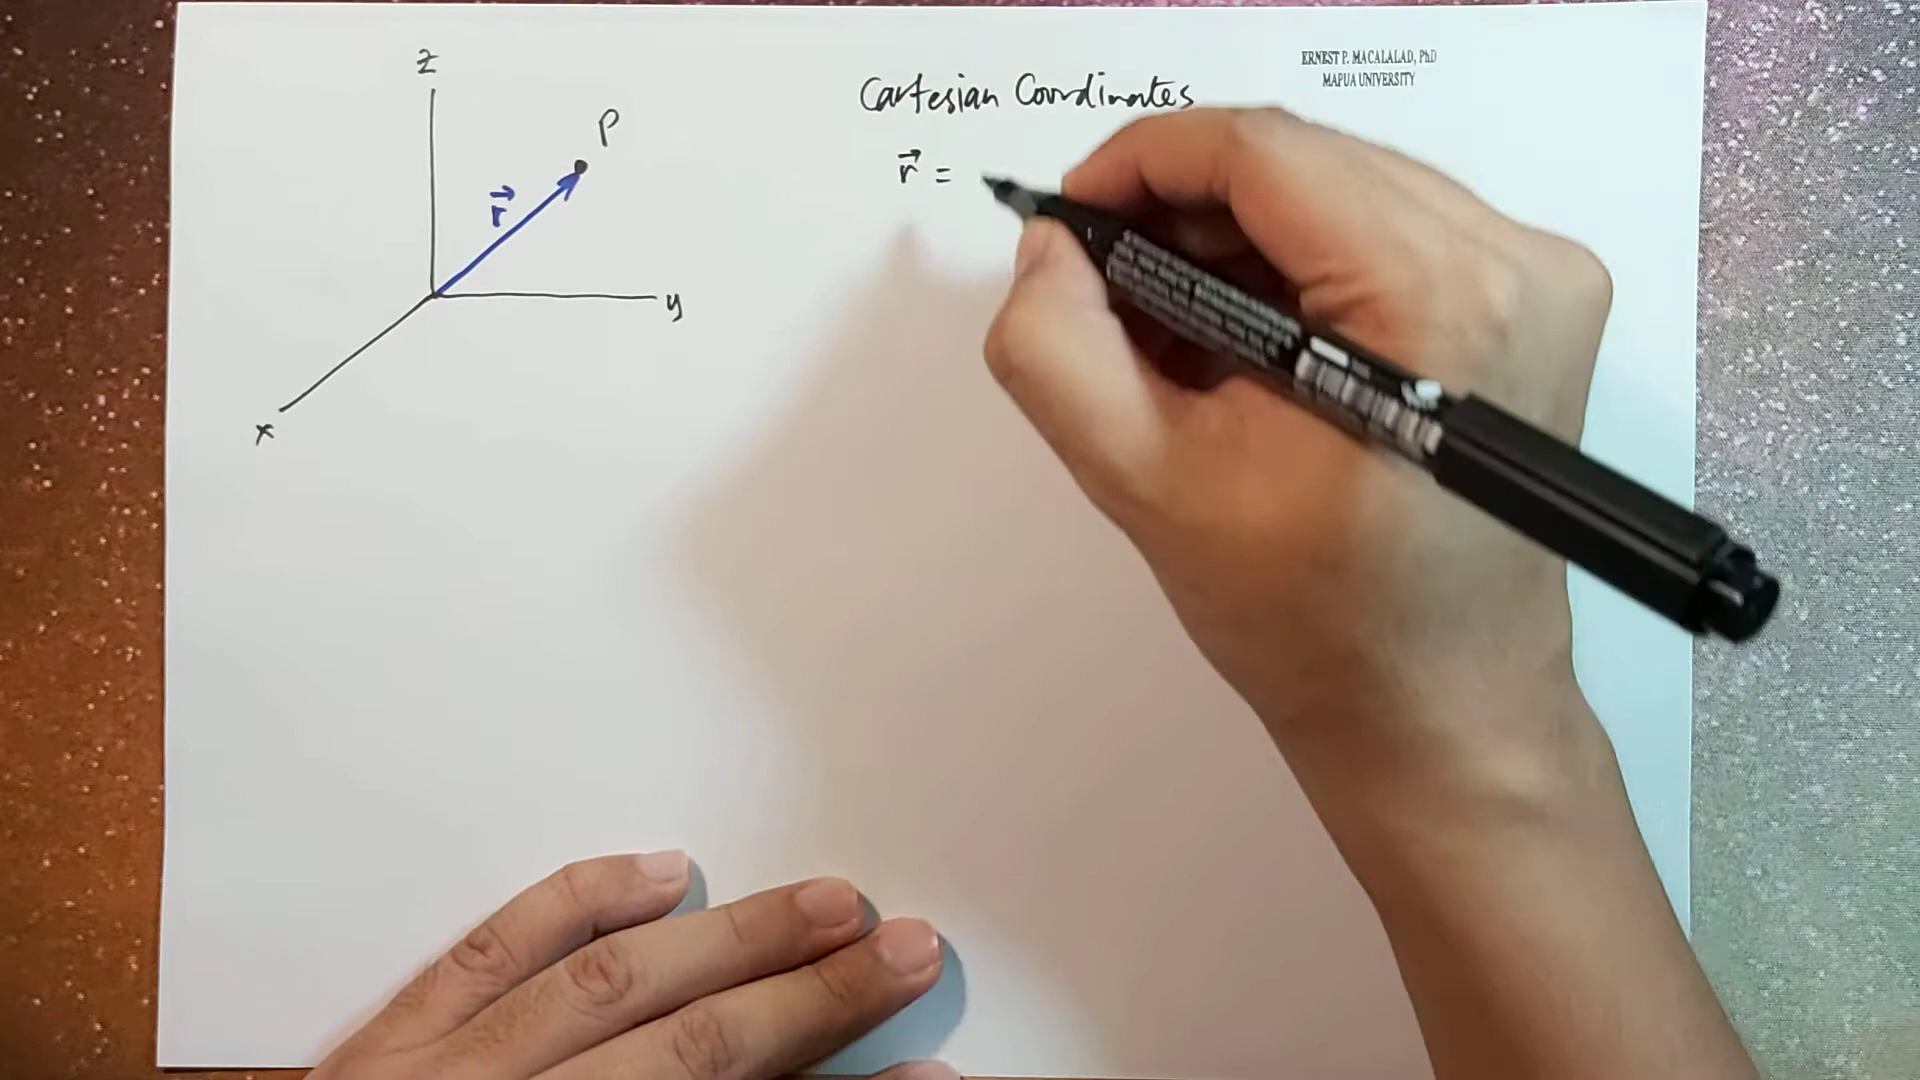 ERNEST P. MACALALAD, PhD
MAPUA UNIVERSITY
Cartesian Coordinates
r⃗ =
z
P
r⃗
y
x